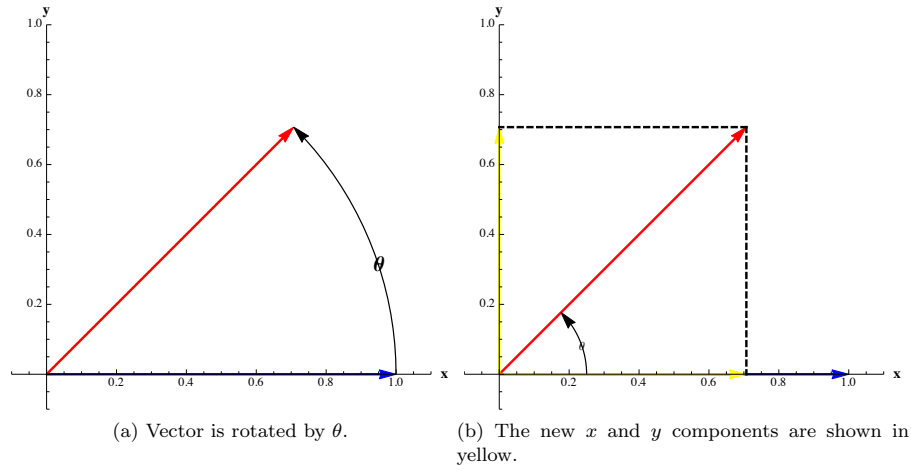 y
1.0
0.8
0.6
0.4
0.2
θ
0.2
0.4
0.6
0.8
1.0
x
(a) Vector is rotated by θ.
y
1.0
0.8
0.6
0.4
0.2
θ
0.2
0.4
0.6
0.8
1.0
x
(b) The new x and y components are shown in
yellow.